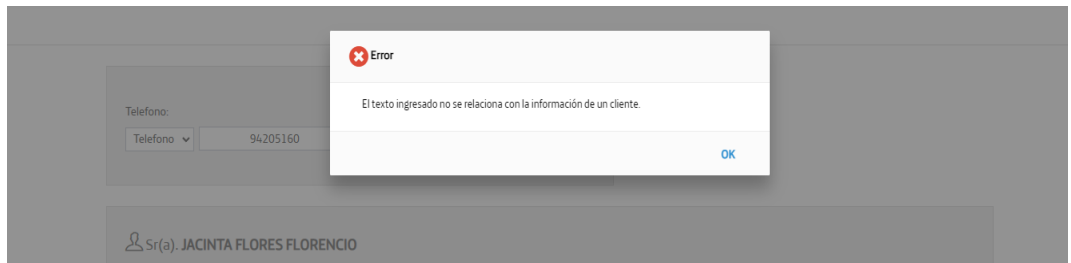 Error
El texto ingresado no se relaciona con la información de un cliente.
OK
Telefono:
Telefono 94205160
Sr(a). JACINTA FLORES FLORENCIO